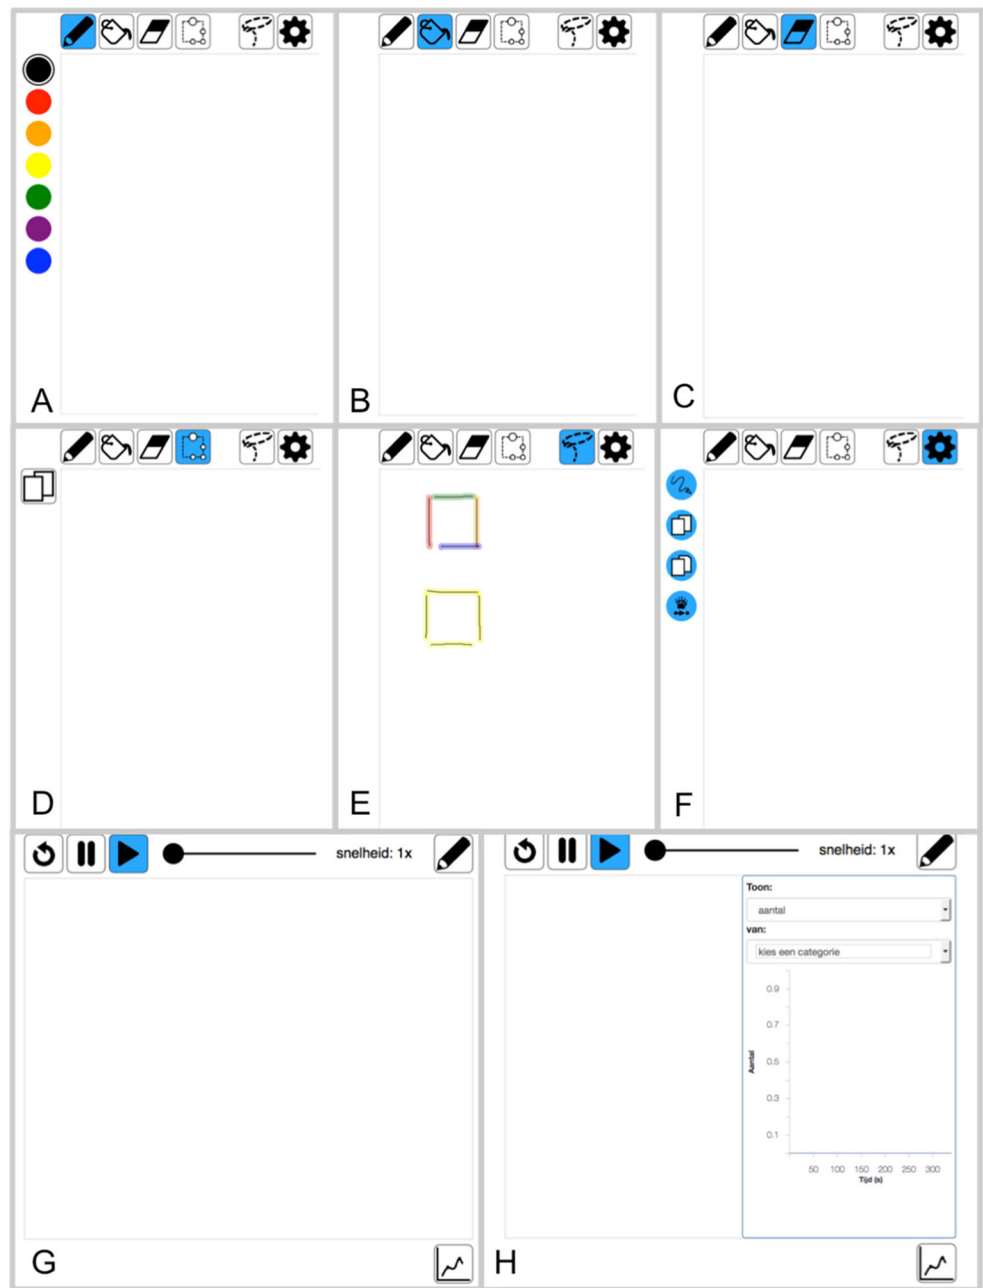 A
B
C
D
E
F
snelheid: 1x
G
snelheid: 1x
Toon:
aantal
van:
kies een categorie
0.9
0.7
0.5
0.3
0.1
Aantal
50 100 150 200 250 300
Tijd (s)
H